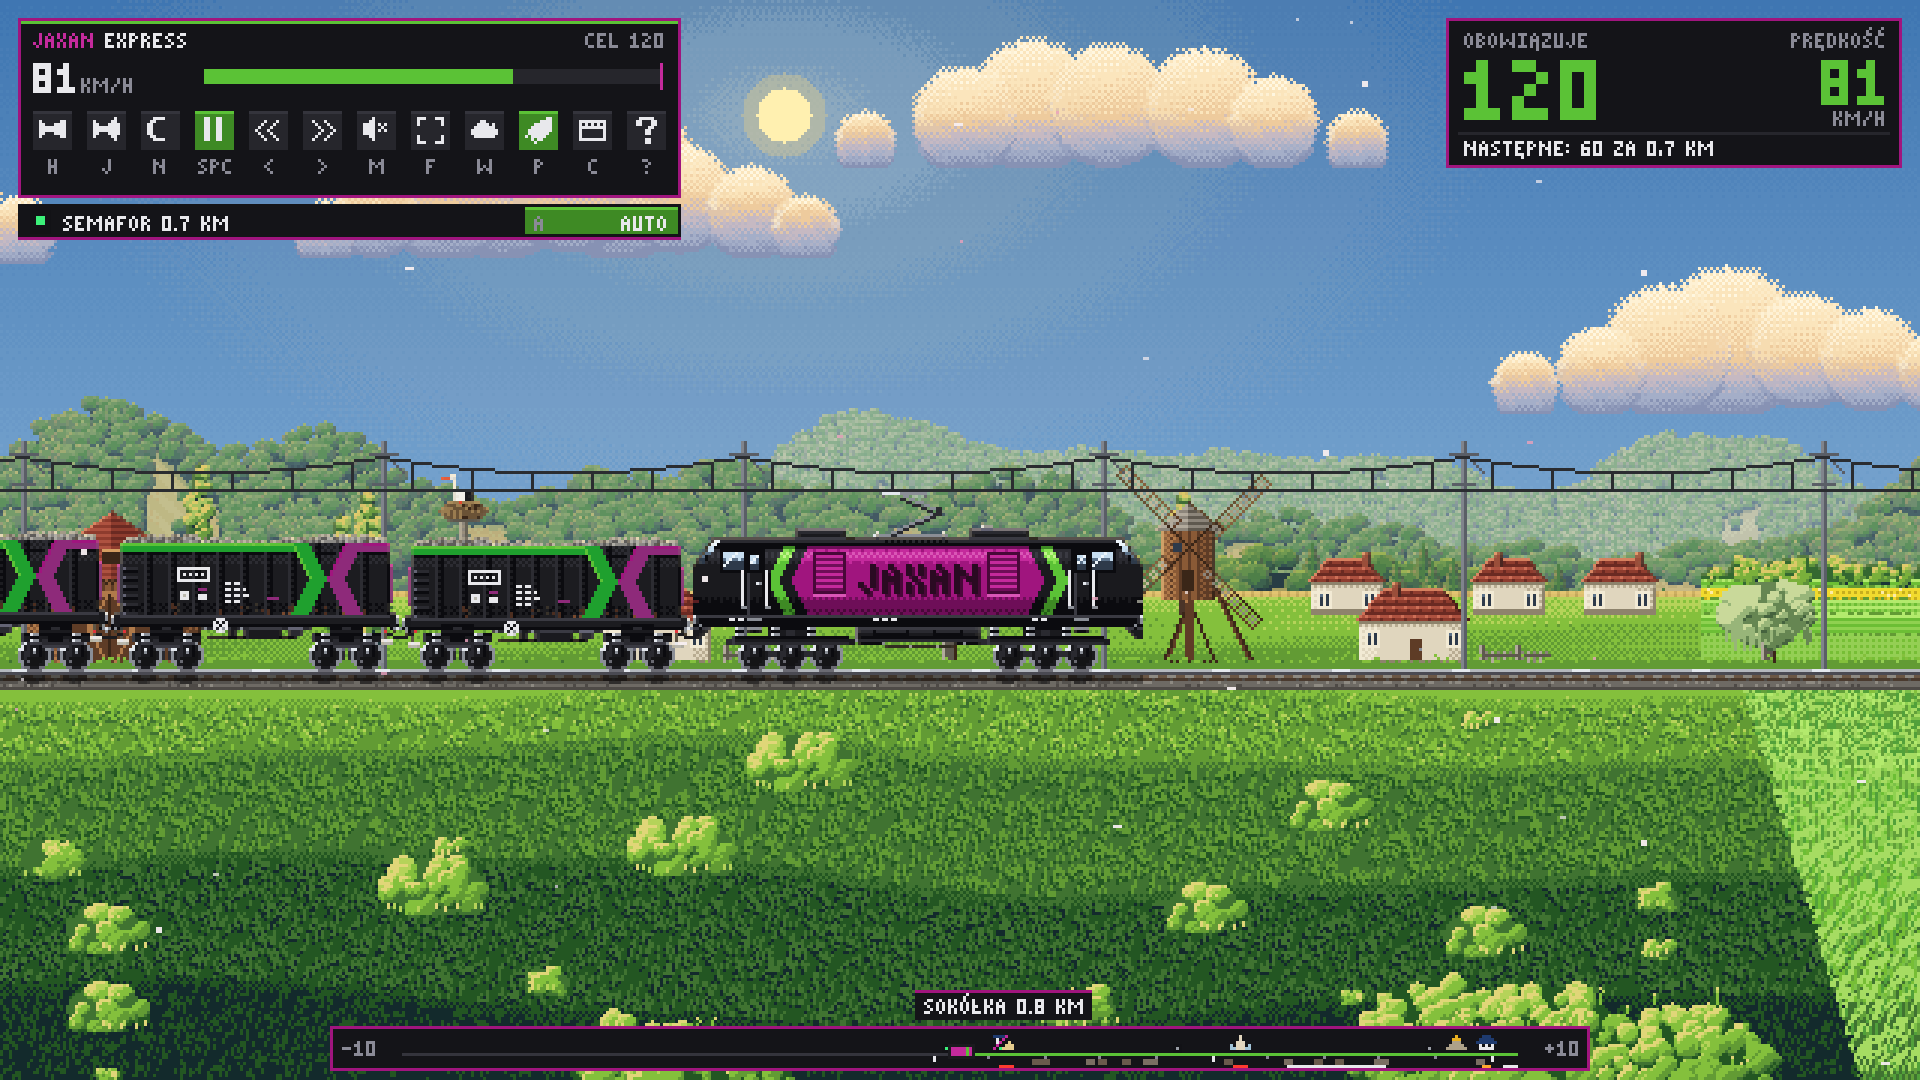 JAXAN EXPRESS CEL 120
81 KM/H
H J N SPC < > M F W P C ?
SEMAFOR 0.7 KM A AUTO
OBOWIĄZUJE PRĘDKOŚĆ
120 81
KM/H
NASTĘPNE: 60 ZA 0.7 KM
JAXAN
SOKÓŁKA 0.8 KM
-10 +10